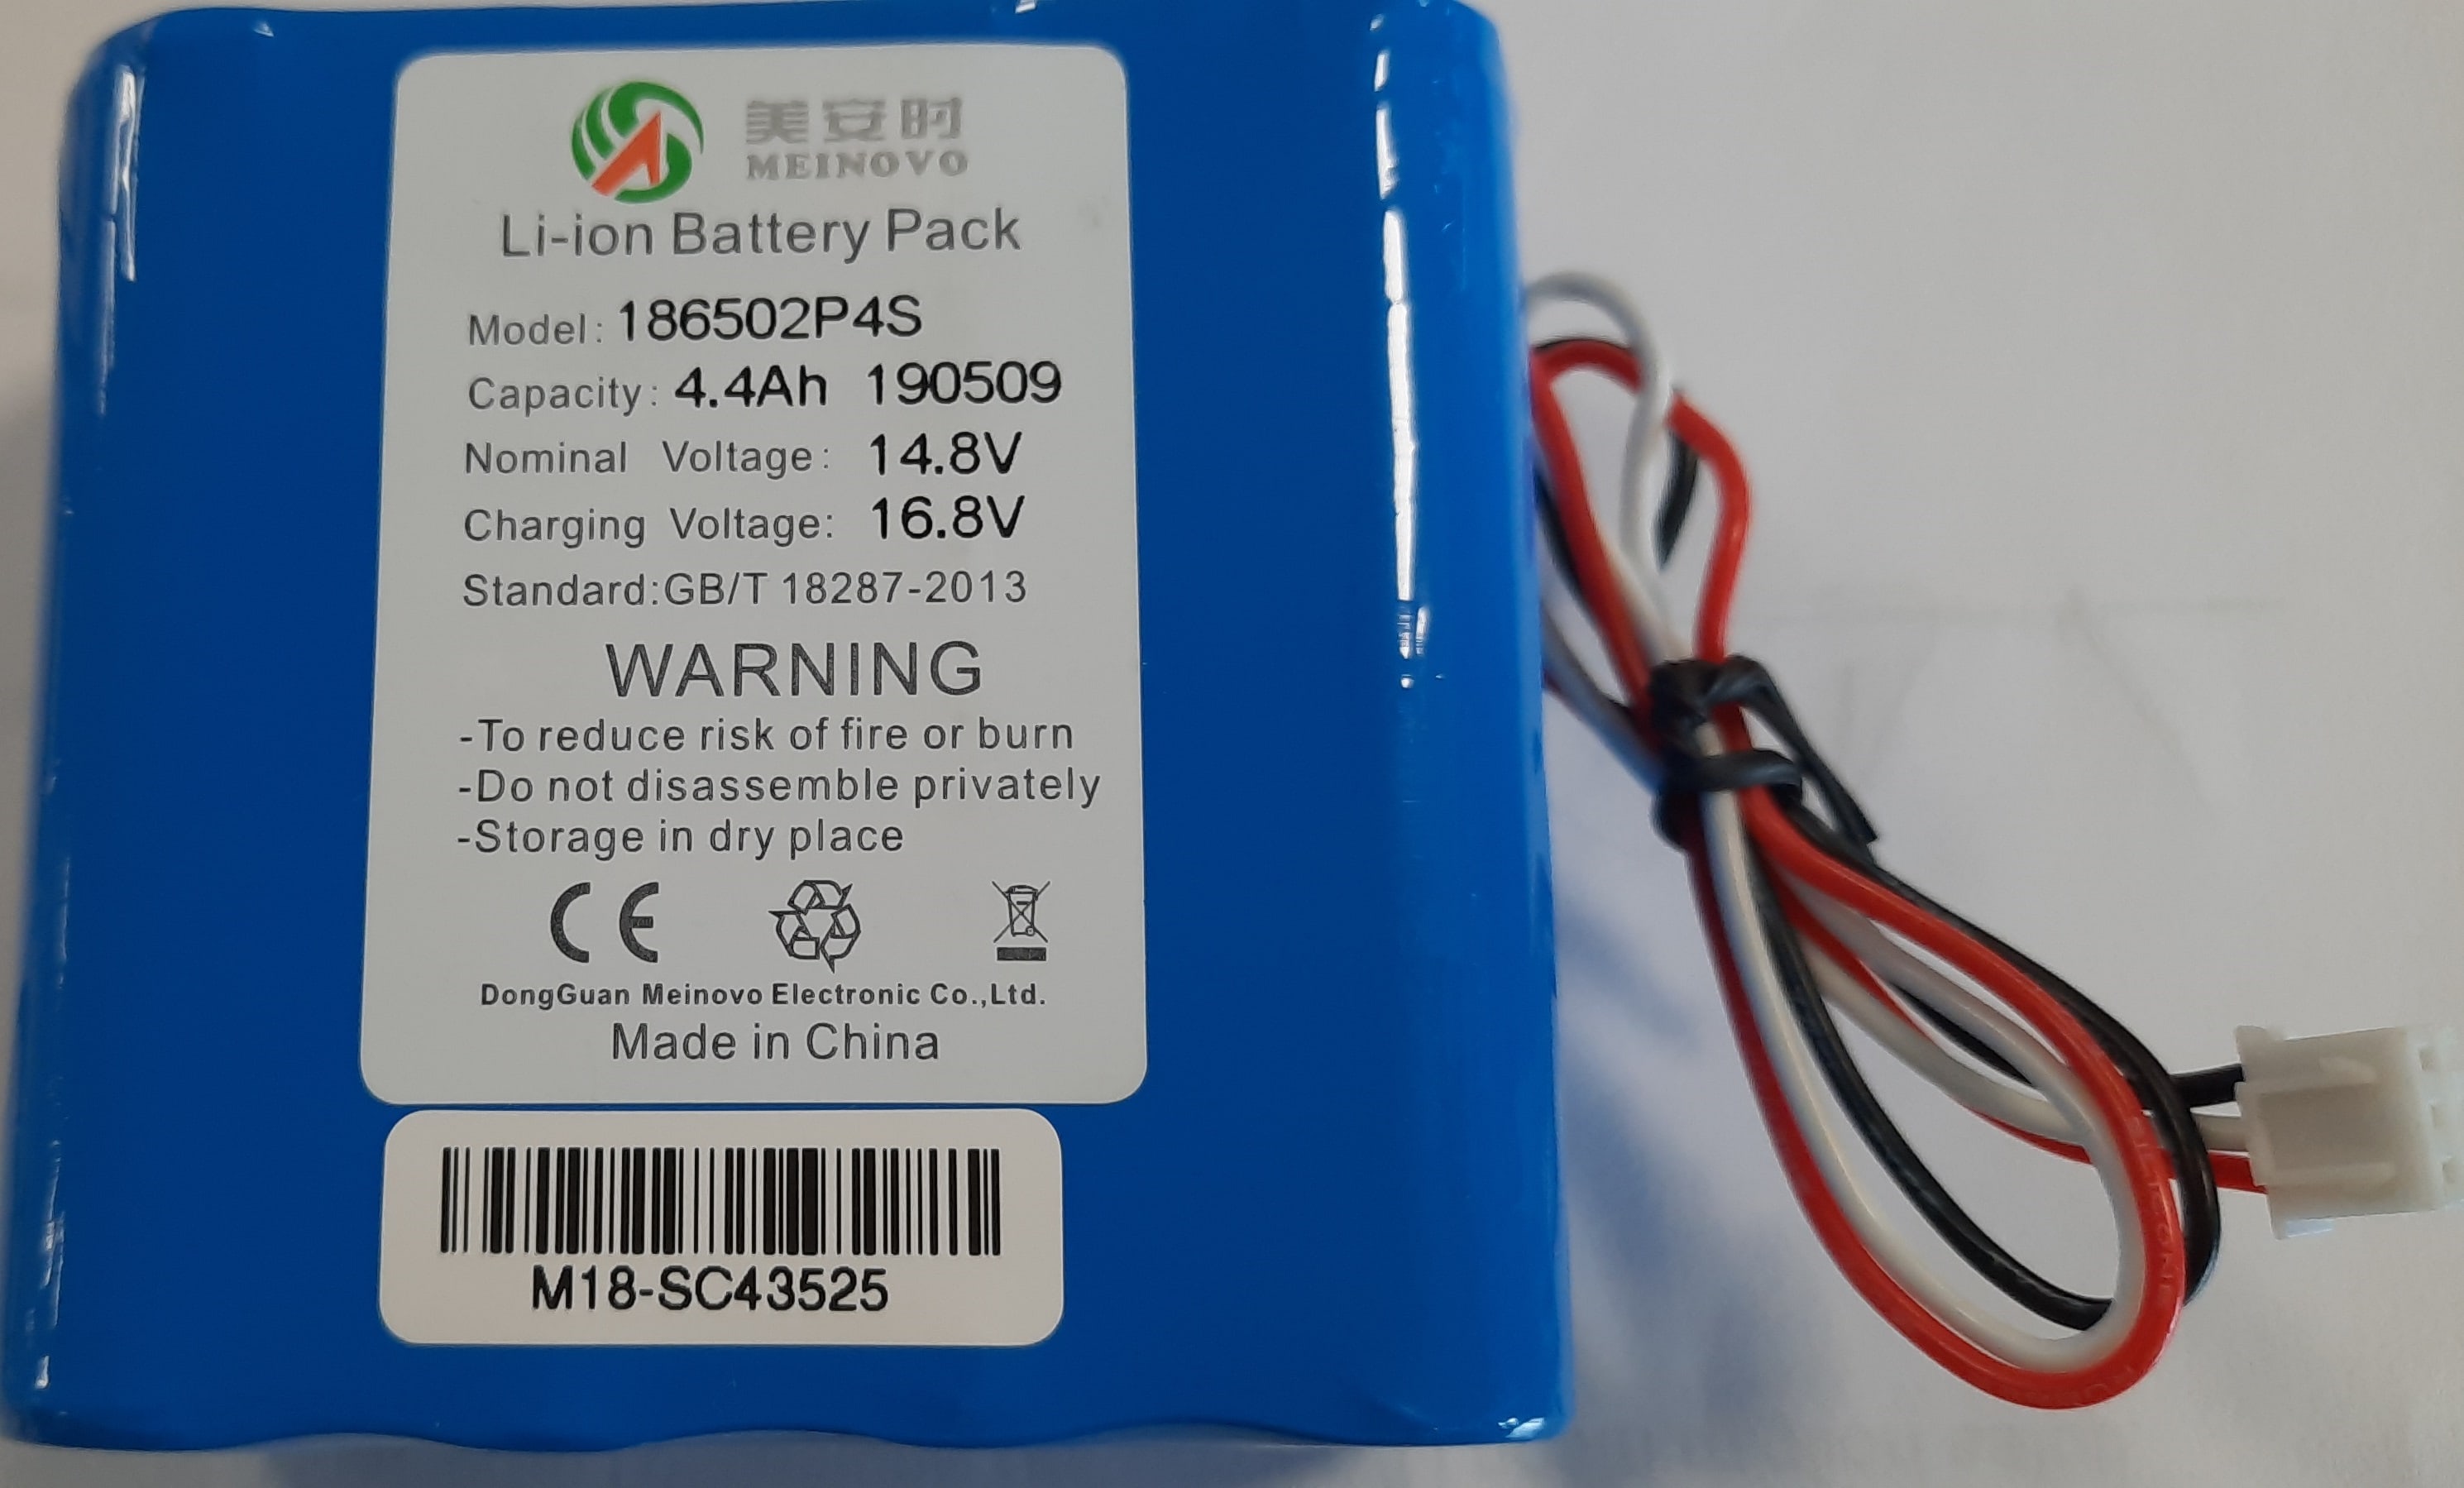 美安时
MEINOVO
Li-ion Battery Pack
Model: 186502P4S
Capacity: 4.4Ah 190509
Nominal Voltage: 14.8V
Charging Voltage: 16.8V
Standard:GB/T 18287-2013
WARNING
-To reduce risk of fire or burn
-Do not disassemble privately
-Storage in dry place
CE
DongGuan Meinovo Electronic Co.,Ltd.
Made in China
M18-SC43525